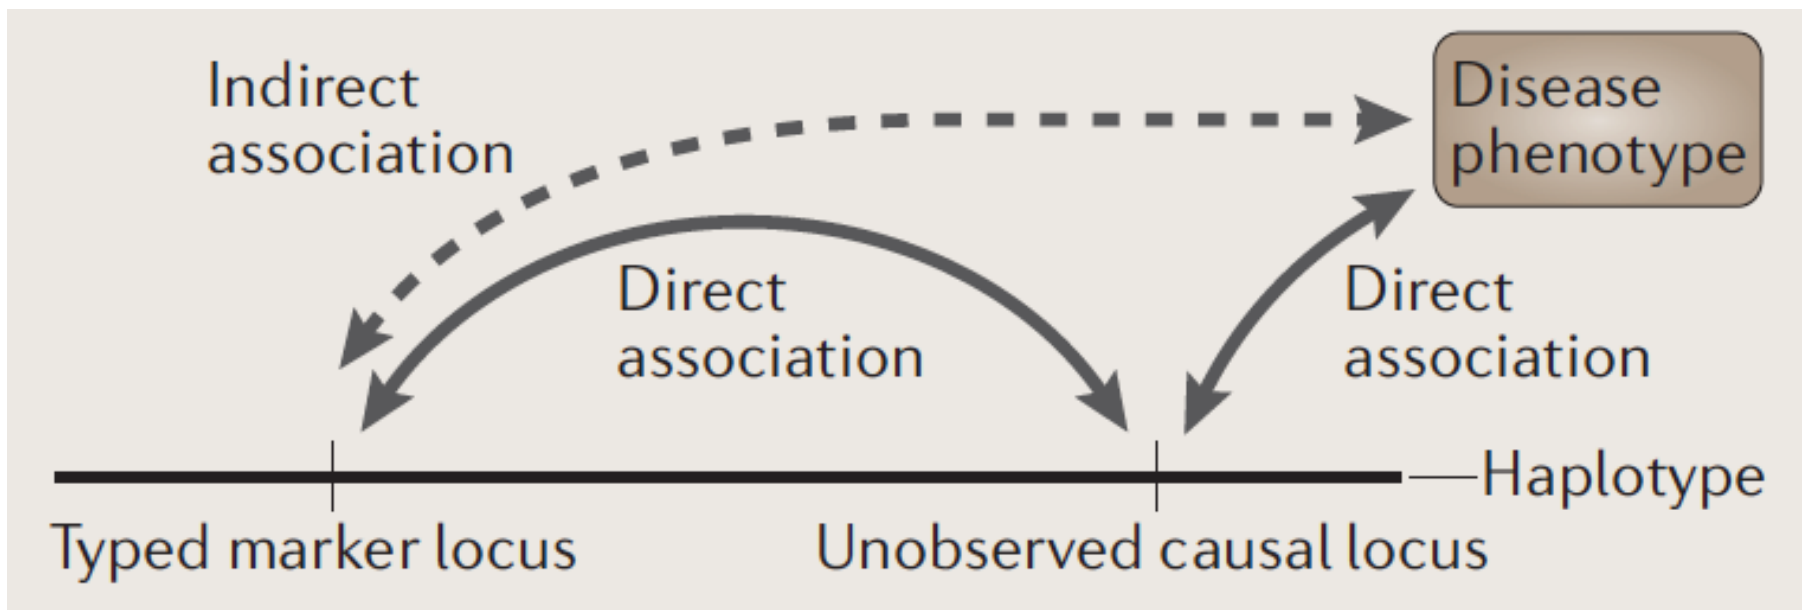 Indirect
association
Disease
phenotype
Direct
association
Direct
association
Haplotype
Typed marker locus
Unobserved causal locus